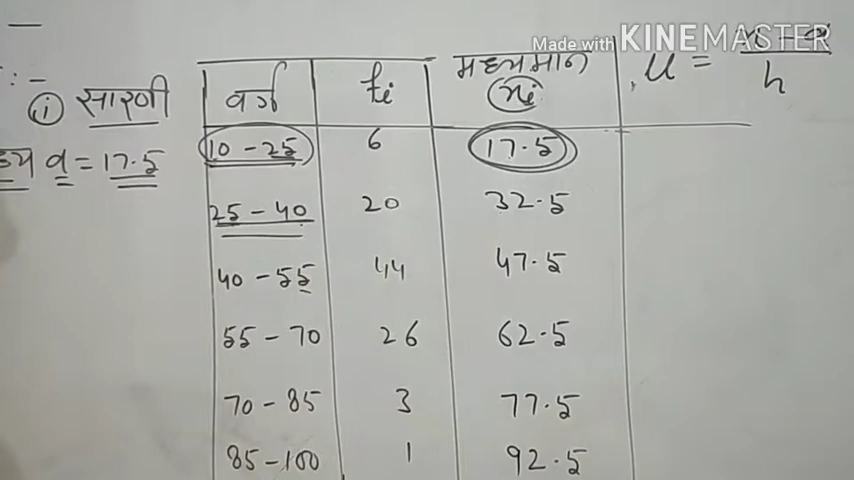 Made with KINEMASTER
(i) सारणी
a = 17.5
वर्ग fi मध्यमान xi u = x - a / h
10 - 25 6 17.5
25 - 40 20 32.5
40 - 55 44 47.5
55 - 70 26 62.5
70 - 85 3 77.5
85 - 100 1 92.5